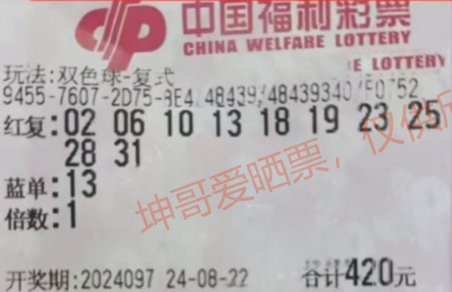 中国福利彩票
CHINA WELFARE LOTTERY
E LOTTERY
玩法:双色球-复式
9455-7607-2D75-8E4/48439/48439340/F0752
红复:02 06 10 13 18 19 23 25
28 31
蓝单:13
倍数:1
坤哥爱晒票，仅供
开奖期:2024097 24-08-22 合计420元